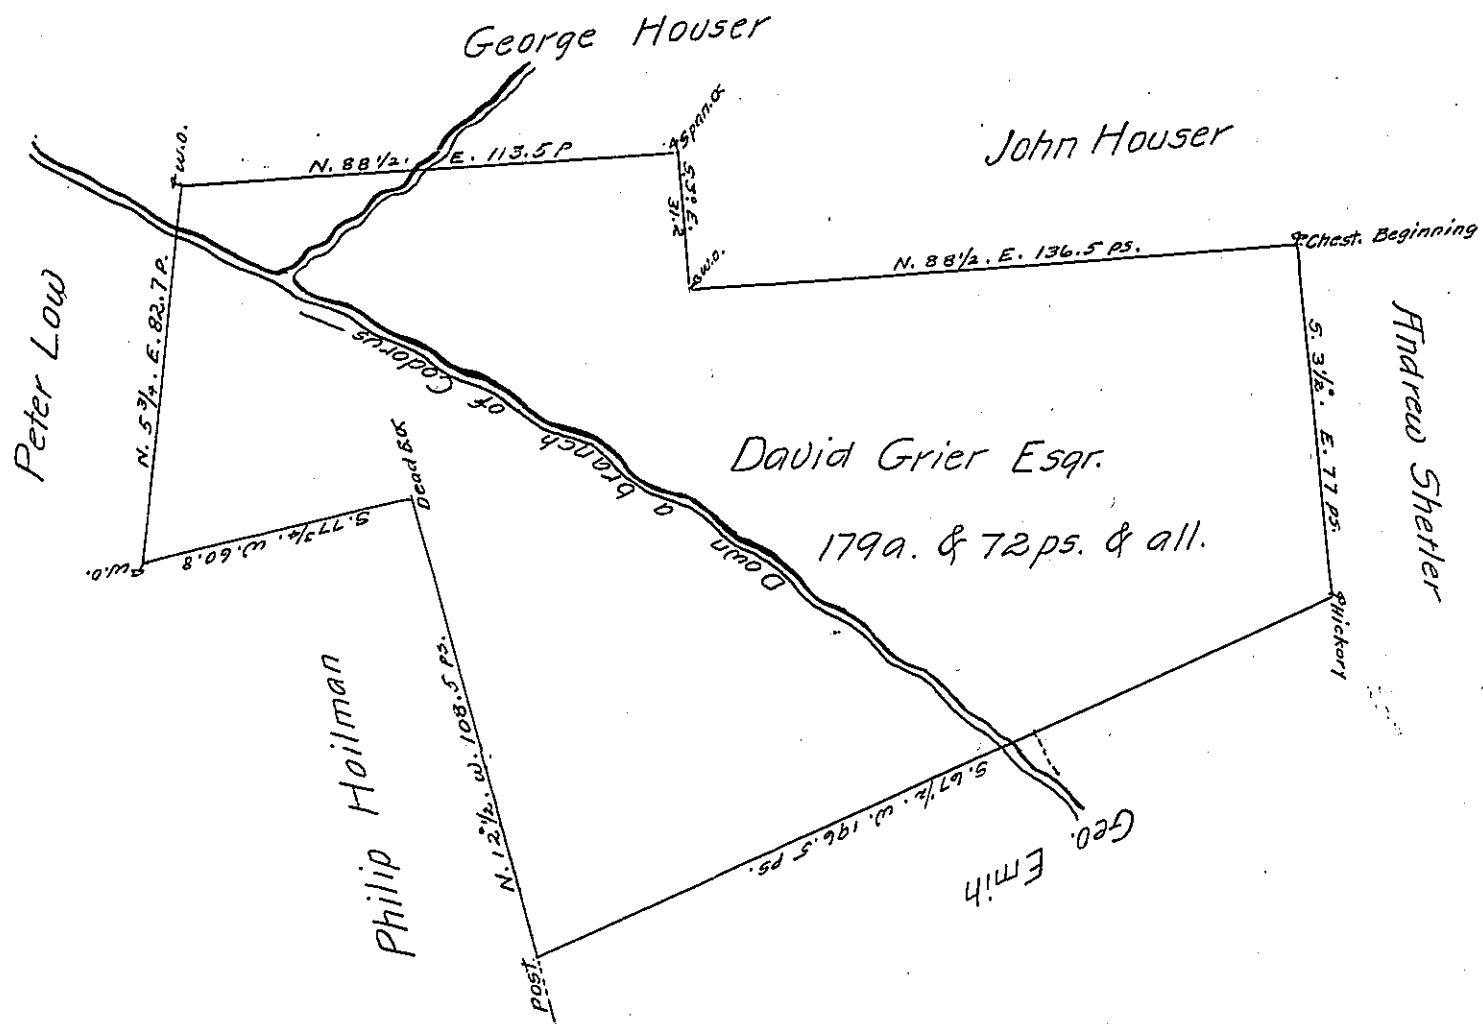 George Houser
John Houser
w.o.
N. 88 1/2. E. 113.5 P
Span. o
S 3° E.
31.2
w.o.
N. 88 1/2. E. 136.5 ps.
Chest. Beginning
S. 3 1/2°. E. 77 ps.
Andrew Shetler
Hickory
Peter Low
N. 5 3/4. E. 82.7 P.
Down a branch of Codorus
David Grier Esqr.
179a. & 72ps. & all.
Dead B.O
S. 77 3/4. W. 60.8
w.o.
Philip Hoilman
N. 12°1/2. W. 108.5 ps.
S. 67 1/2. W. 196.5 ps.
Geo. Emih
post.